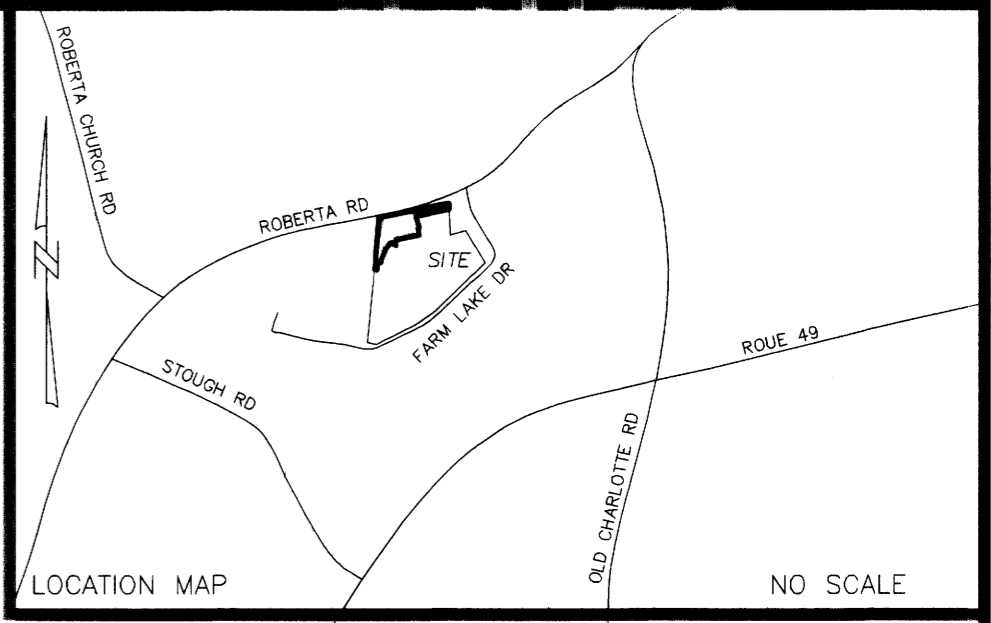 ROBERTA CHURCH RD
ROBERTA RD
N
SITE
FARM LAKE DR
STOUGH RD
ROUE 49
OLD CHARLOTTE RD
LOCATION MAP
NO SCALE